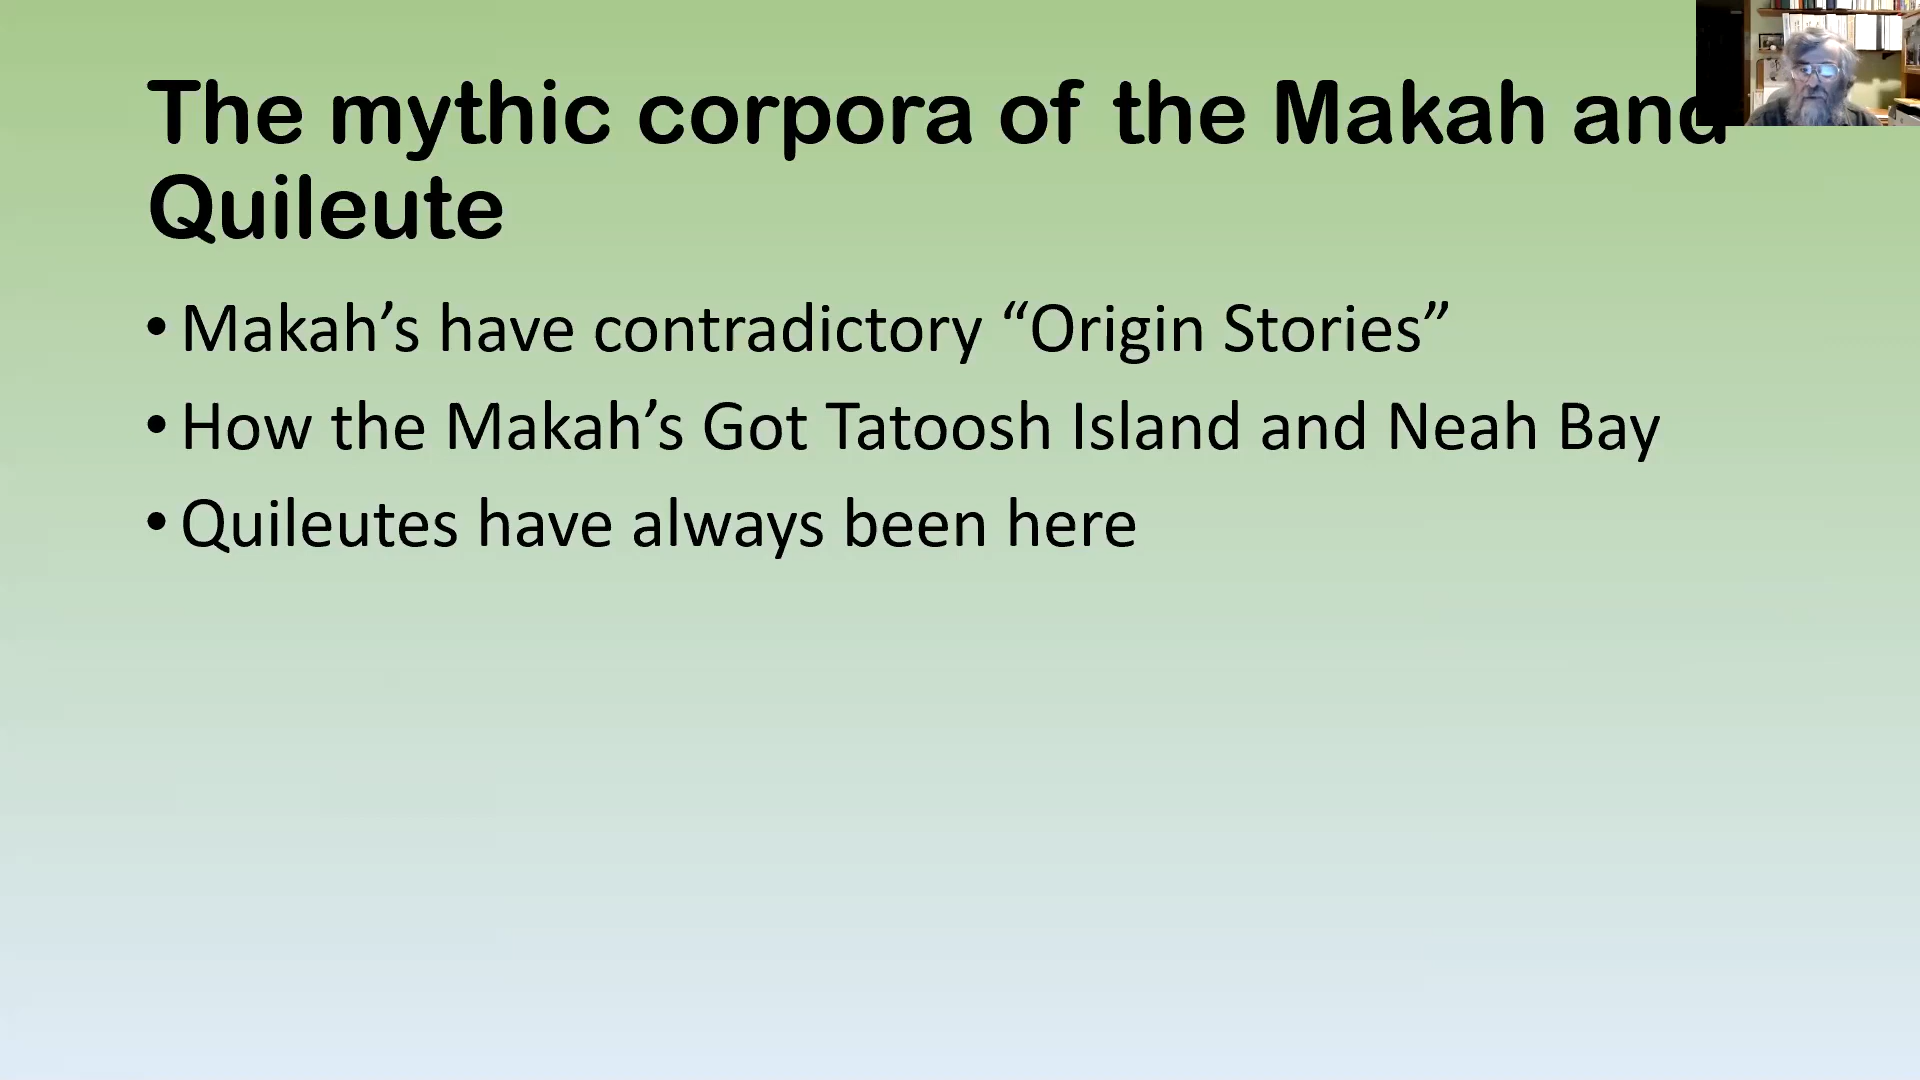 The mythic corpora of the Makah and
Quileute
• Makah’s have contradictory “Origin Stories”
• How the Makah’s Got Tatoosh Island and Neah Bay
• Quileutes have always been here